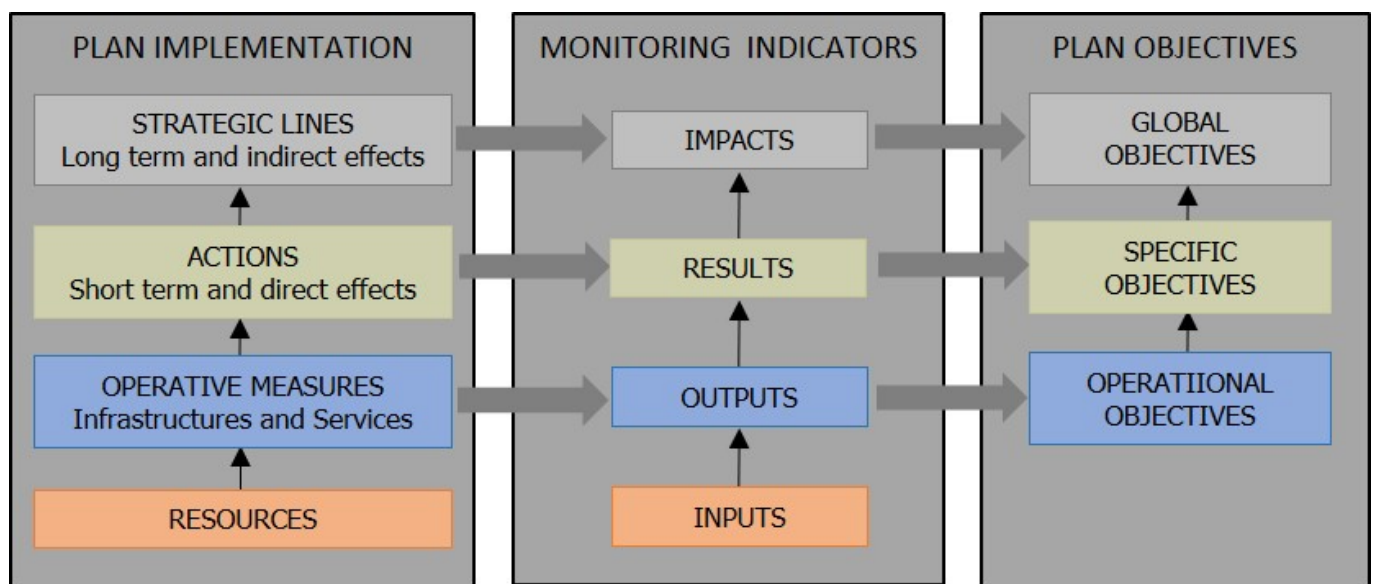 PLAN IMPLEMENTATION
STRATEGIC LINES
Long term and indirect effects
ACTIONS
Short term and direct effects
OPERATIVE MEASURES
Infrastructures and Services
RESOURCES
MONITORING INDICATORS
IMPACTS
RESULTS
OUTPUTS
INPUTS
PLAN OBJECTIVES
GLOBAL
OBJECTIVES
SPECIFIC
OBJECTIVES
OPERATIIONAL
OBJECTIVES